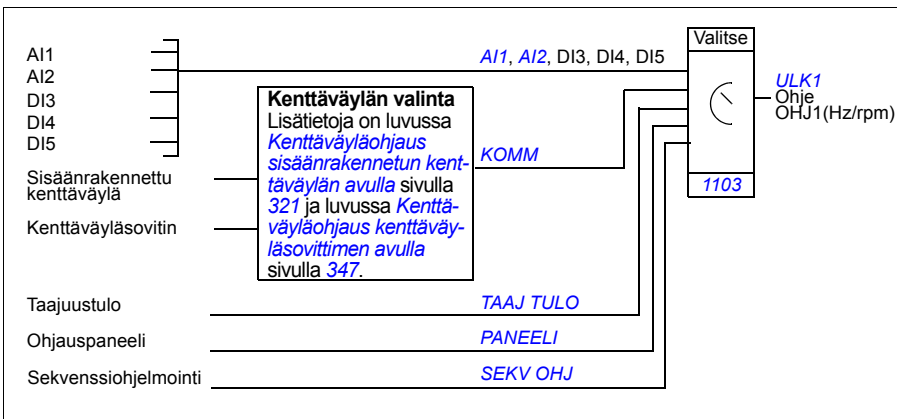 AI1
AI2
DI3
DI4
DI5
Sisäänrakennettu
kenttäväylä
Kenttäväyläsovitin
Taajuustulo
Ohjauspaneeli
Sekvenssiohjelmointi
Kenttäväylän valinta
Lisätietoja on luvussa
Kenttäväyläohjaus
sisäänrakennetun kent-
täväylän avulla sivulla
321 ja luvussa Kenttä-
väyläohjaus kenttäväy-
läsovittimen avulla
sivulla 347.
AI1, AI2, DI3, DI4, DI5
KOMM
TAAJ TULO
PANEELI
SEKV OHJ
Valitse
1103
ULK1
Ohje
OHJ1(Hz/rpm)